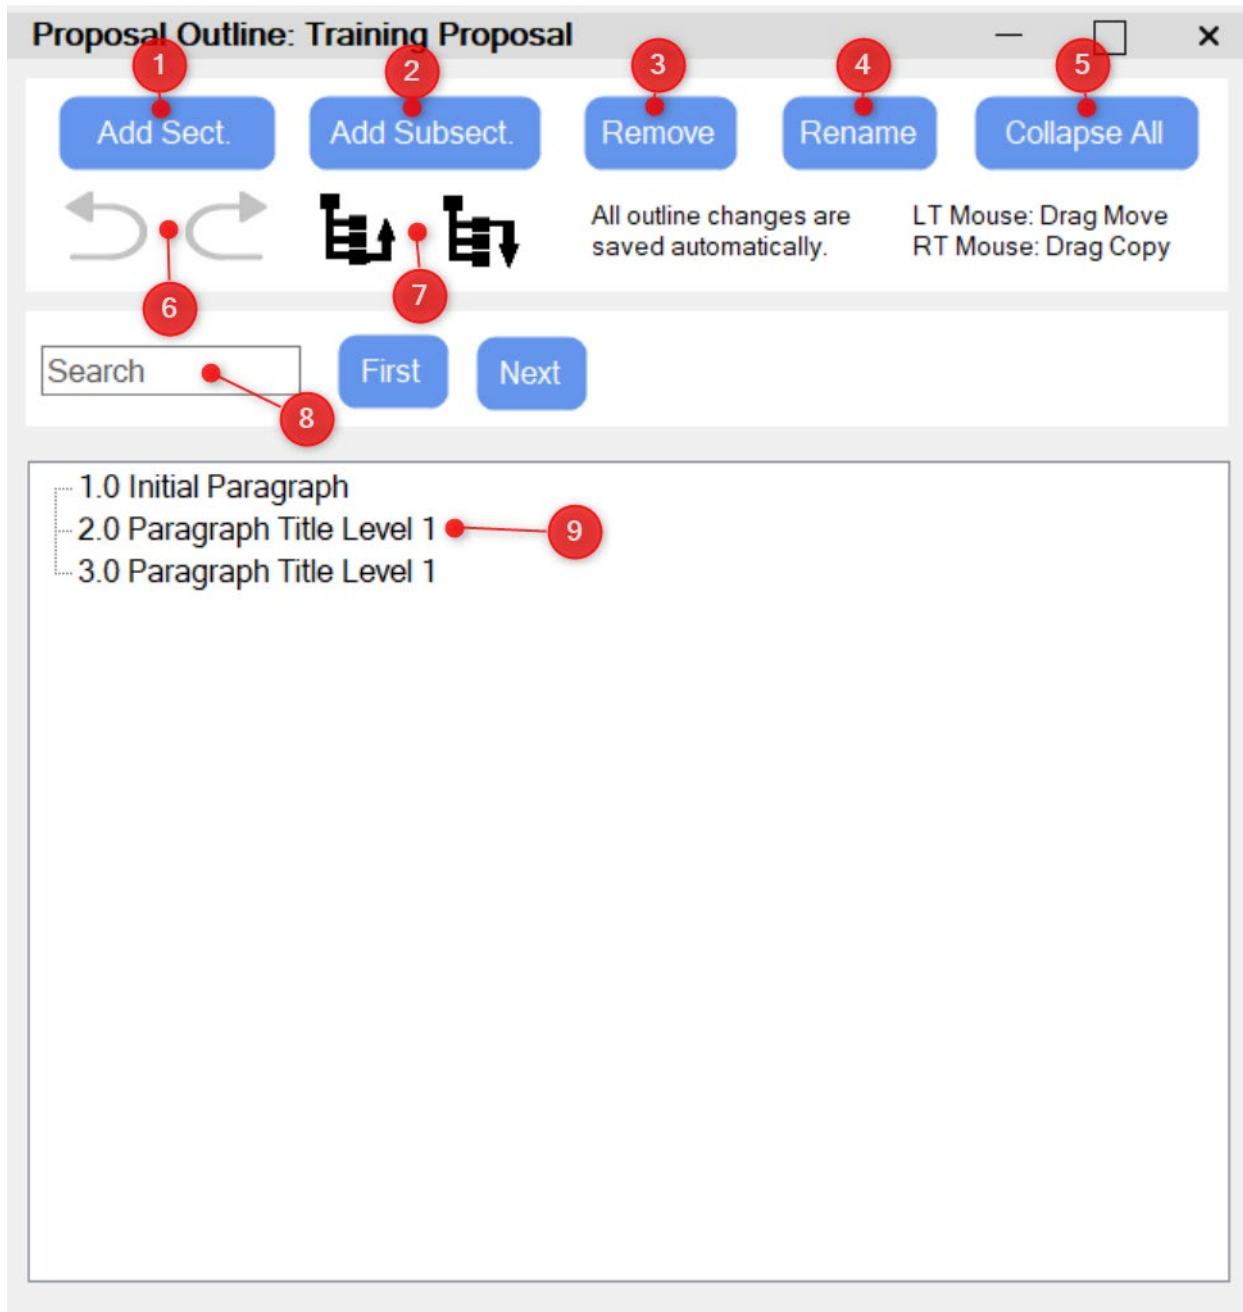 Proposal Outline: Training Proposal
1
2
3
4
5
Add Sect.
Add Subsect.
Remove
Rename
Collapse All
All outline changes are
saved automatically.
LT Mouse: Drag Move
RT Mouse: Drag Copy
6
7
Search
First
Next
8
1.0 Initial Paragraph
2.0 Paragraph Title Level 1
9
3.0 Paragraph Title Level 1